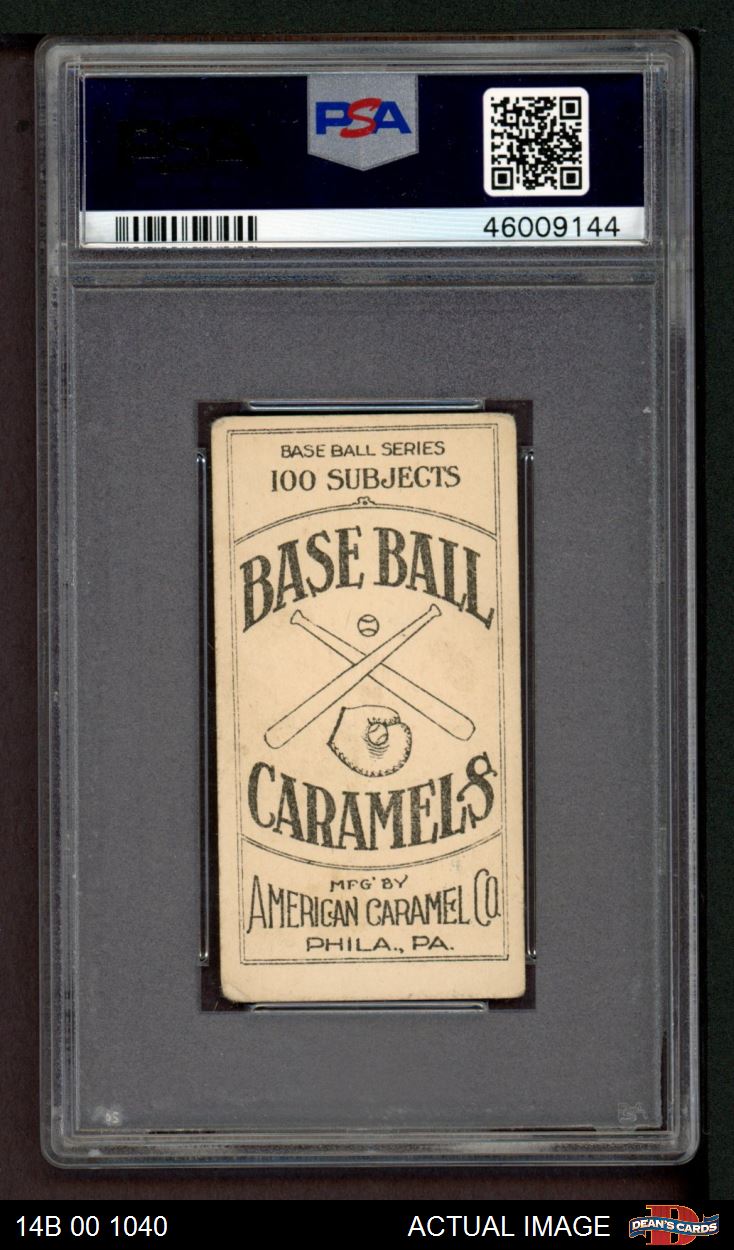 PSA
46009144
BASE BALL SERIES
100 SUBJECTS
BASE BALL
CARAMELS
MFG' BY
AMERICAN CARAMEL CO.
PHILA., PA.
PSA
14B 00 1040 ACTUAL IMAGE DEAN'S CARDS